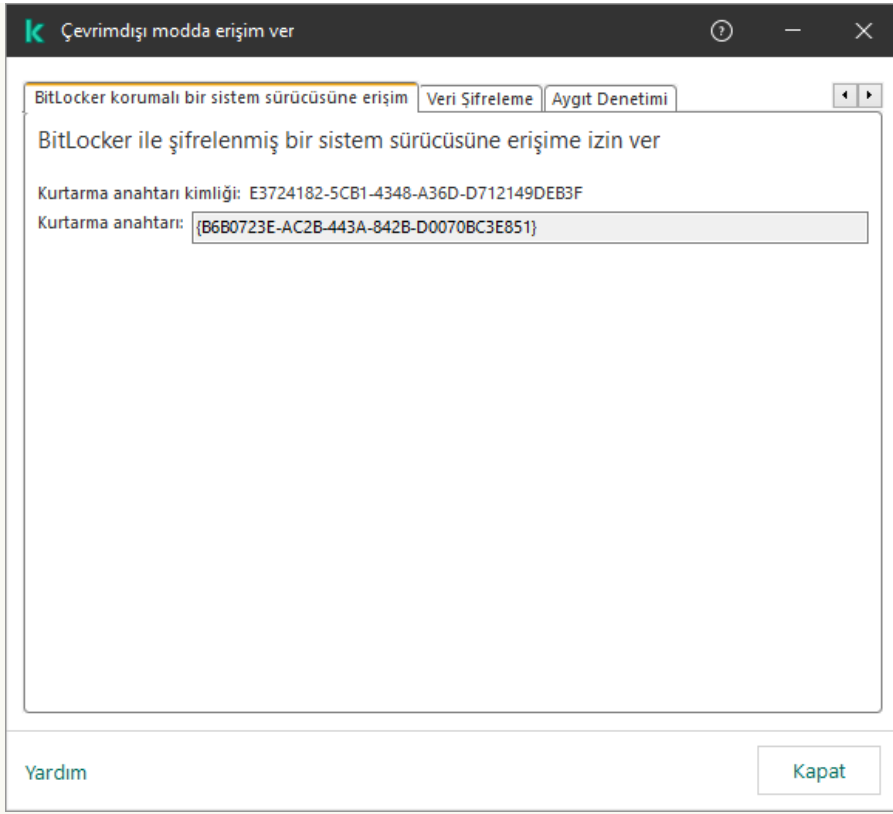 Çevrimdışı modda erişim ver
BitLocker korumalı bir sistem sürücüsüne erişim Veri Şifreleme Aygıt Denetimi
BitLocker ile şifrelenmiş bir sistem sürücüsüne erişime izin ver
Kurtarma anahtarı kimliği: E3724182-5CB1-4348-A36D-D712149DEB3F
Kurtarma anahtarı: {B6B0723E-AC2B-443A-842B-D0070BC3E851}
Yardım Kapat